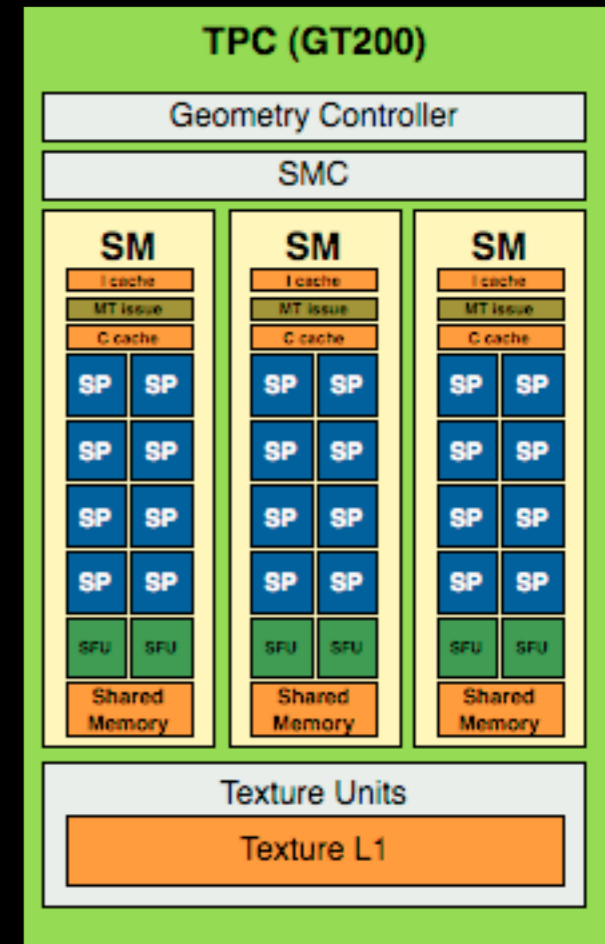 TPC (GT200)
Geometry Controller
SMC
SM
I cache
MT issue
C cache
SP SP
SP SP
SP SP
SP SP
SFU SFU
Shared
Memory
SM
I cache
MT issue
C cache
SP SP
SP SP
SP SP
SP SP
SFU SFU
Shared
Memory
SM
I cache
MT issue
C cache
SP SP
SP SP
SP SP
SP SP
SFU SFU
Shared
Memory
Texture Units
Texture L1